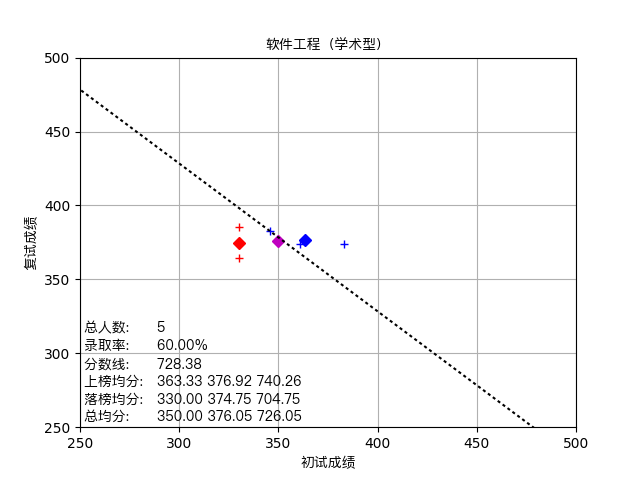 软件工程（学术型）
500
450
400
350
300
250
复试成绩
总人数: 5
录取率: 60.00%
分数线: 728.38
上榜均分: 363.33 376.92 740.26
落榜均分: 330.00 374.75 704.75
总均分: 350.00 376.05 726.05
250 300 350 400 450 500
初试成绩